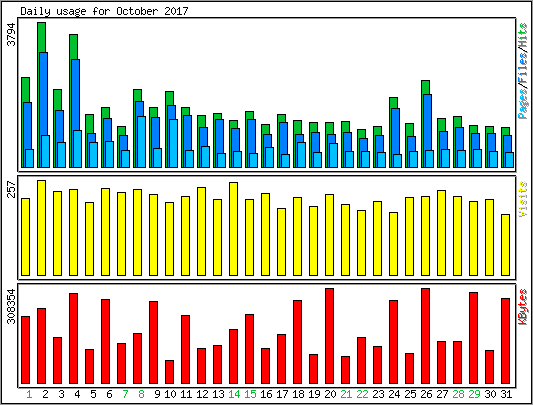 Daily usage for October 2017
3794
Pages/Files/Hits
257
Visits
308354
KBytes
1 2 3 4 5 6 7 8 9 10 11 12 13 14 15 16 17 18 19 20 21 22 23 24 25 26 27 28 29 30 31